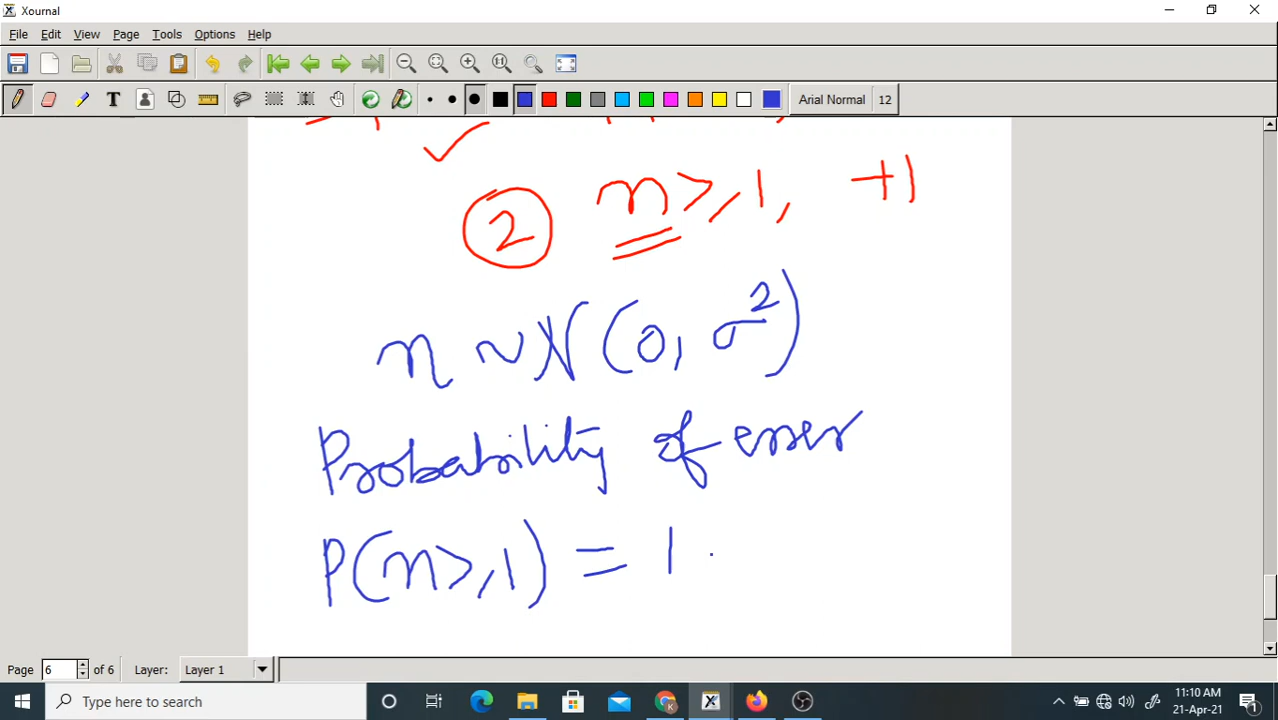 Xournal
File Edit View Page Tools Options Help
T Arial Normal 12
② n ≥ 1, +1
n ~ N(0, σ²)
Probability of error
P(n ≥ 1) = 1 -
Page 6 of 6 Layer: Layer 1
Type here to search
11:10 AM
21-Apr-21